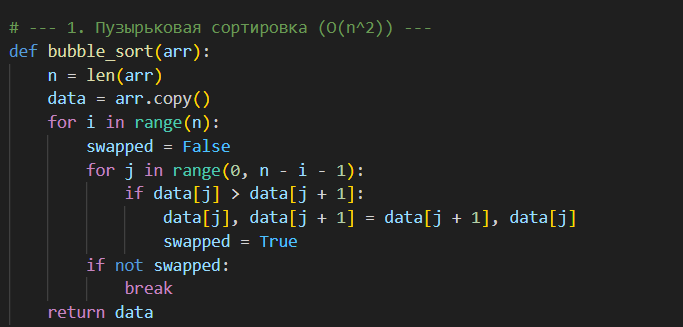 # --- 1. Пузырьковая сортировка (O(n^2)) ---
def bubble_sort(arr):
    n = len(arr)
    data = arr.copy()
    for i in range(n):
        swapped = False
        for j in range(0, n - i - 1):
            if data[j] > data[j + 1]:
                data[j], data[j + 1] = data[j + 1], data[j]
                swapped = True
        if not swapped:
            break
    return data